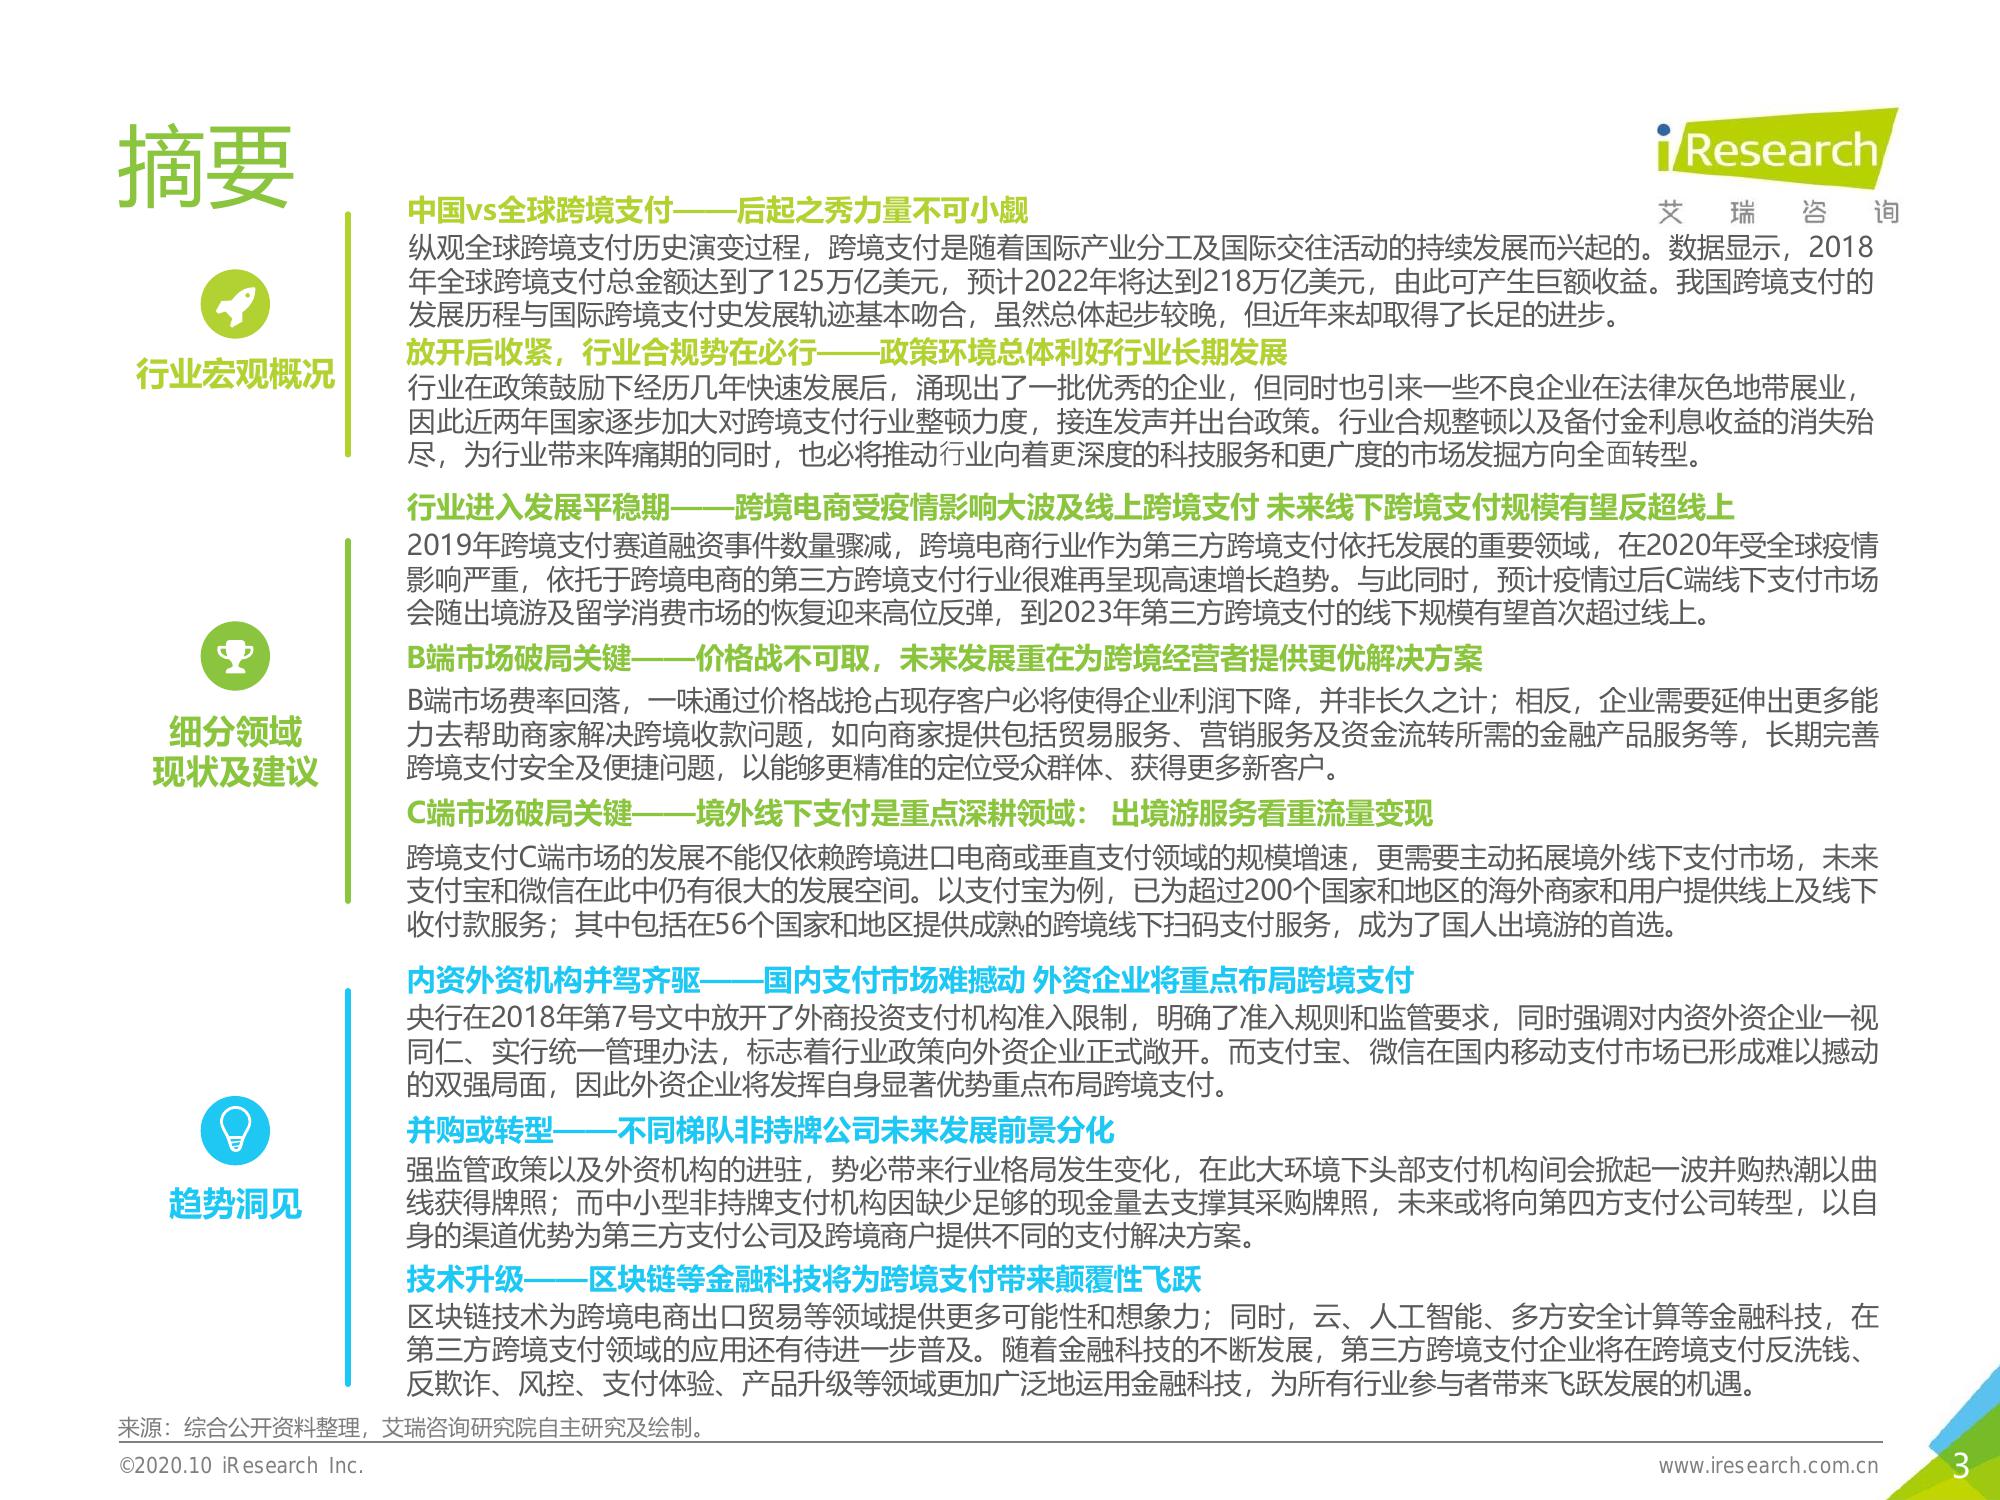 摘要
iResearch
艾瑞咨询
行业宏观概况
中国vs全球跨境支付——后起之秀力量不可小觑
纵观全球跨境支付历史演变过程，跨境支付是随着国际产业分工及国际交往活动的持续发展而兴起的。数据显示，2018
年全球跨境支付总金额达到了125万亿美元，预计2022年将达到218万亿美元，由此可产生巨额收益。我国跨境支付的
发展历程与国际跨境支付史发展轨迹基本吻合，虽然总体起步较晚，但近年来却取得了长足的进步。
放开后收紧，行业合规势在必行——政策环境总体利好行业长期发展
行业在政策鼓励下经历几年快速发展后，涌现出了一批优秀的企业，但同时也引来一些不良企业在法律灰色地带展业，
因此近两年国家逐步加大对跨境支付行业整顿力度，接连发声并出台政策。行业合规整顿以及备付金利息收益的消失殆
尽，为行业带来阵痛期的同时，也必将推动行业向着更深度的科技服务和更广度的市场发掘方向全面转型。
细分领域
现状及建议
行业进入发展平稳期——跨境电商受疫情影响大波及线上跨境支付 未来线下跨境支付规模有望反超线上
2019年跨境支付赛道融资事件数量骤减，跨境电商行业作为第三方跨境支付依托发展的重要领域，在2020年受全球疫情
影响严重，依托于跨境电商的第三方跨境支付行业很难再呈现高速增长趋势。与此同时，预计疫情过后C端线下支付市场
会随出境游及留学消费市场的恢复迎来高位反弹，到2023年第三方跨境支付的线下规模有望首次超过线上。
B端市场破局关键——价格战不可取，未来发展重在为跨境经营者提供更优解决方案
B端市场费率回落，一味通过价格战抢占现存客户必将使得企业利润下降，并非长久之计；相反，企业需要延伸出更多能
力去帮助商家解决跨境收款问题，如向商家提供包括贸易服务、营销服务及资金流转所需的金融产品服务等，长期完善
跨境支付安全及便捷问题，以能够更精准的定位受众群体、获得更多新客户。
C端市场破局关键——境外线下支付是重点深耕领域： 出境游服务看重流量变现
跨境支付C端市场的发展不能仅依赖跨境进口电商或垂直支付领域的规模增速，更需要主动拓展境外线下支付市场，未来
支付宝和微信在此中仍有很大的发展空间。以支付宝为例，已为超过200个国家和地区的海外商家和用户提供线上及线下
收付款服务；其中包括在56个国家和地区提供成熟的跨境线下扫码支付服务，成为了国人出境游的首选。
趋势洞见
内资外资机构并驾齐驱——国内支付市场难撼动 外资企业将重点布局跨境支付
央行在2018年第7号文中放开了外商投资支付机构准入限制，明确了准入规则和监管要求，同时强调对内资外资企业一视
同仁、实行统一管理办法，标志着行业政策向外资企业正式敞开。而支付宝、微信在国内移动支付市场已形成难以撼动
的双强局面，因此外资企业将发挥自身显著优势重点布局跨境支付。
并购或转型——不同梯队非持牌公司未来发展前景分化
强监管政策以及外资机构的进驻，势必带来行业格局发生变化，在此大环境下头部支付机构间会掀起一波并购热潮以曲
线获得牌照；而中小型非持牌支付机构因缺少足够的现金量去支撑其采购牌照，未来或将向第四方支付公司转型，以自
身的渠道优势为第三方支付公司及跨境商户提供不同的支付解决方案。
技术升级——区块链等金融科技将为跨境支付带来颠覆性飞跃
区块链技术为跨境电商出口贸易等领域提供更多可能性和想象力；同时，云、人工智能、多方安全计算等金融科技，在
第三方跨境支付领域的应用还有待进一步普及。随着金融科技的不断发展，第三方跨境支付企业将在跨境支付反洗钱、
反欺诈、风控、支付体验、产品升级等领域更加广泛地运用金融科技，为所有行业参与者带来飞跃发展的机遇。
来源：综合公开资料整理，艾瑞咨询研究院自主研究及绘制。
©2020.10 iResearch Inc.
www.iresearch.com.cn
3